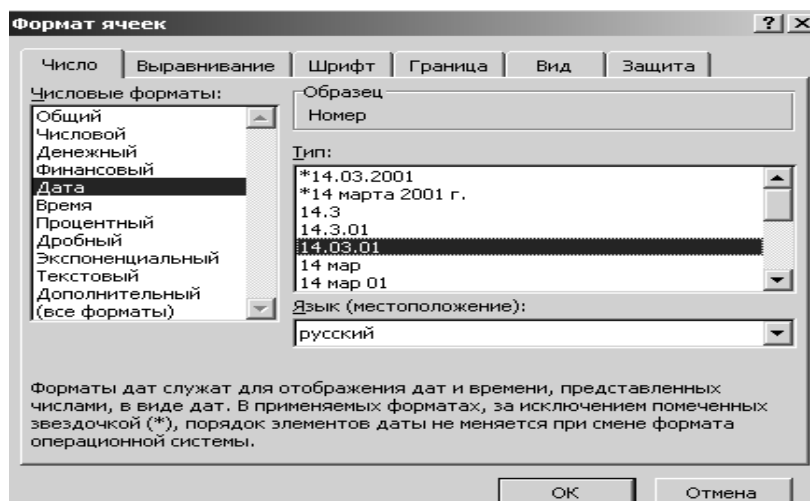 Формат ячеек
Число Выравнивание Шрифт Граница Вид Защита
Числовые форматы:
Общий
Числовой
Денежный
Финансовый
Дата
Время
Процентный
Дробный
Экспоненциальный
Текстовый
Дополнительный
(все форматы)
Образец
Номер
Тип:
*14.03.2001
*14 марта 2001 г.
14.3
14.3.01
14.03.01
14 мар
14 мар 01
Язык (местоположение):
русский
Форматы дат служат для отображения дат и времени, представленных
числами, в виде дат. В применяемых форматах, за исключением помеченных
звездочкой (*), порядок элементов даты не меняется при смене формата
операционной системы.
ОК Отмена